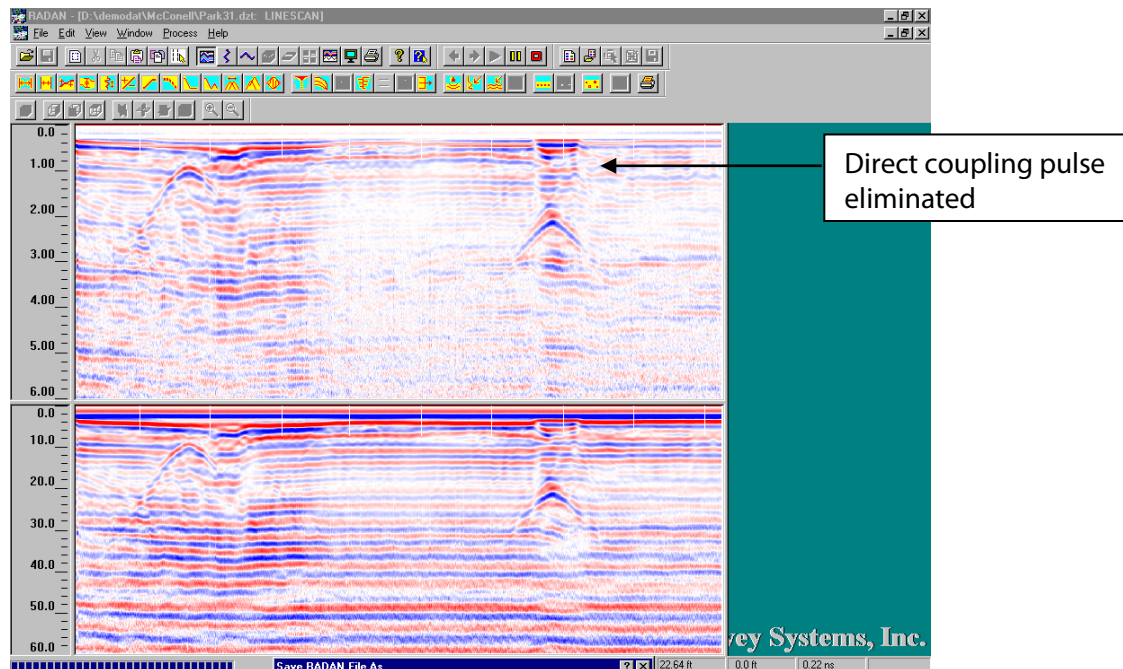 RADAN - [D:\demodat\McConell\Park31.dzt: LINESCAN]
File Edit View Window Process Help
0.0
1.00
2.00
3.00
4.00
5.00
6.00
Direct coupling pulse
eliminated
0.0
10.0
20.0
30.0
40.0
50.0
60.0
vey Systems, Inc.
Save RADAN File As
22.64 ft 0.0 ft 0.22 ns